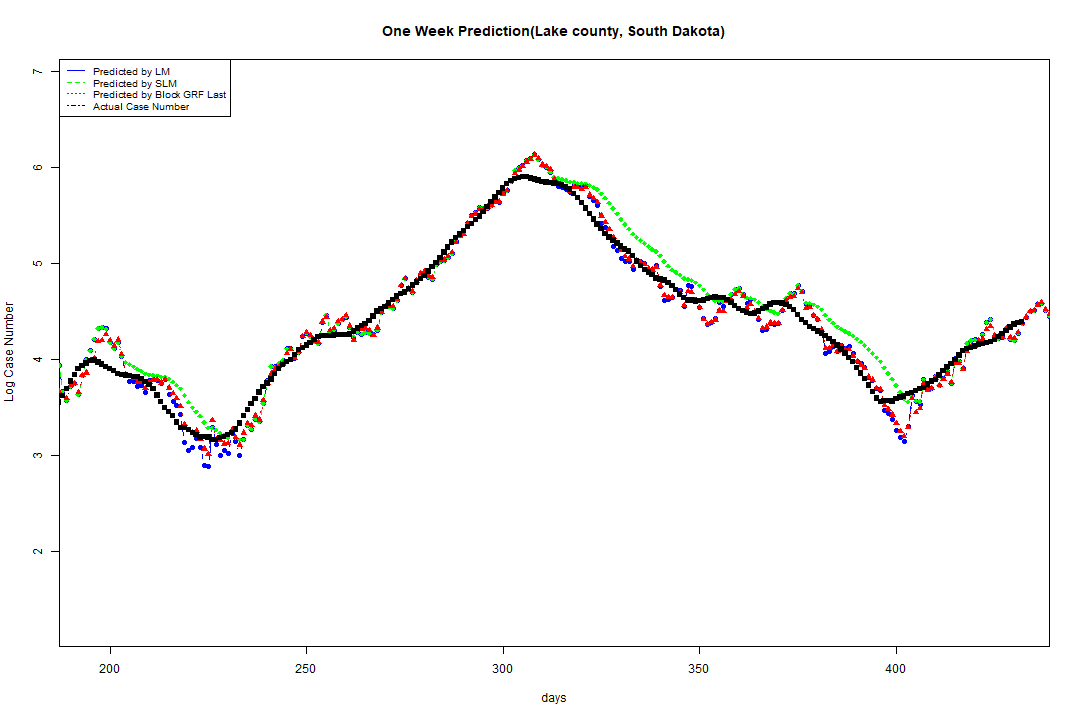 One Week Prediction(Lake county, South Dakota)
Predicted by LM
Predicted by SLM
Predicted by Block GRF Last
Actual Case Number
7
6
5
4
3
2
Log Case Number
200 250 300 350 400
days